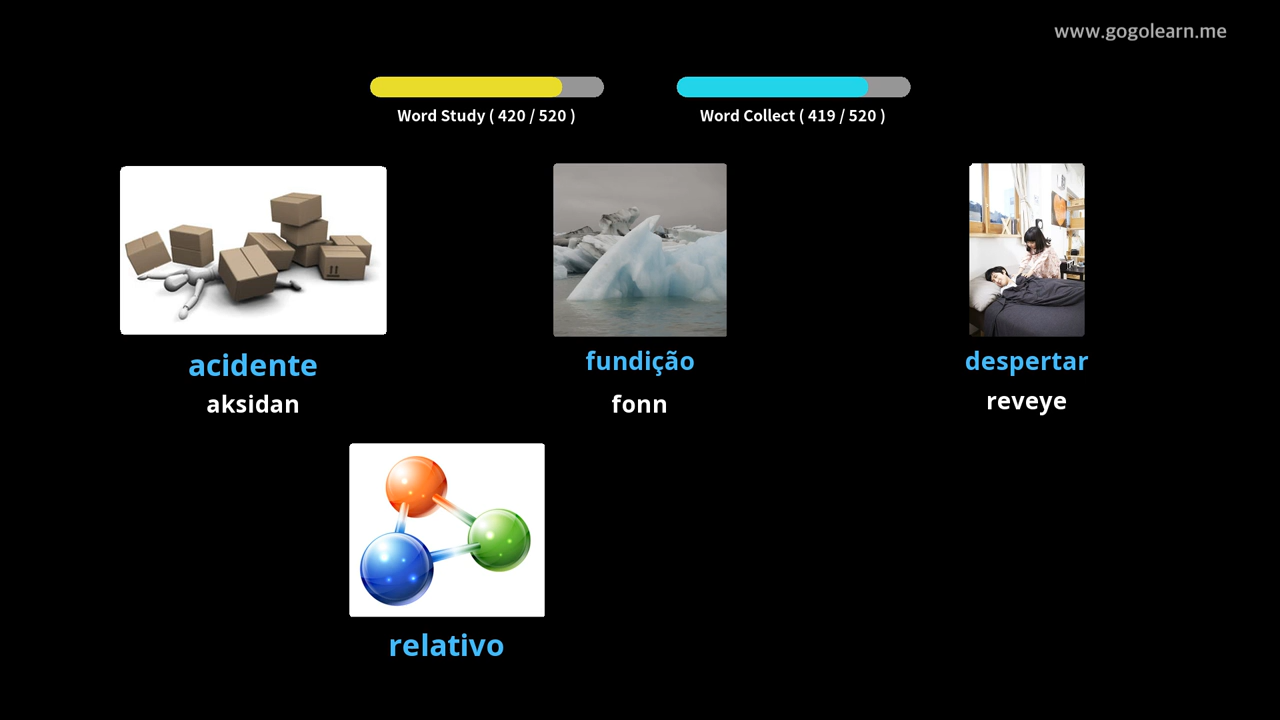 www.gogolearn.me
Word Study ( 420 / 520 )
Word Collect ( 419 / 520 )
acidente
aksidan
fundição
fonn
despertar
reveye
relativo